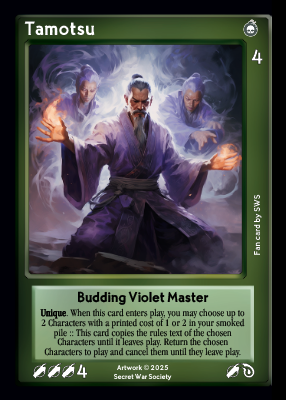 Tamotsu
4
Fan card by SWS
Budding Violet Master
Unique. When this card enters play, you may choose up to
2 Characters with a printed cost of 1 or 2 in your smoked
pile :: This card copies the rules text of the chosen
Characters until it leaves play. Return the chosen
Characters to play and cancel them until they leave play.
4
Artwork © 2025
Secret War Society